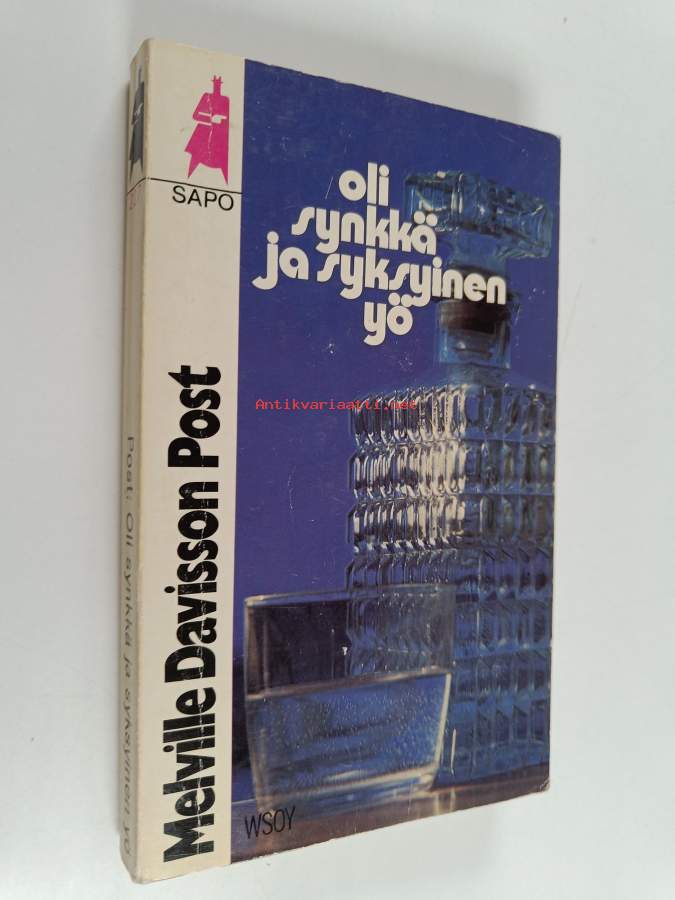 SAPO
oli
synkkä
ja syksyinen
yö
Antikvariaatti.net
Melville Davisson Post
WSOY
Post: Oli synkkä ja syksyinen yö